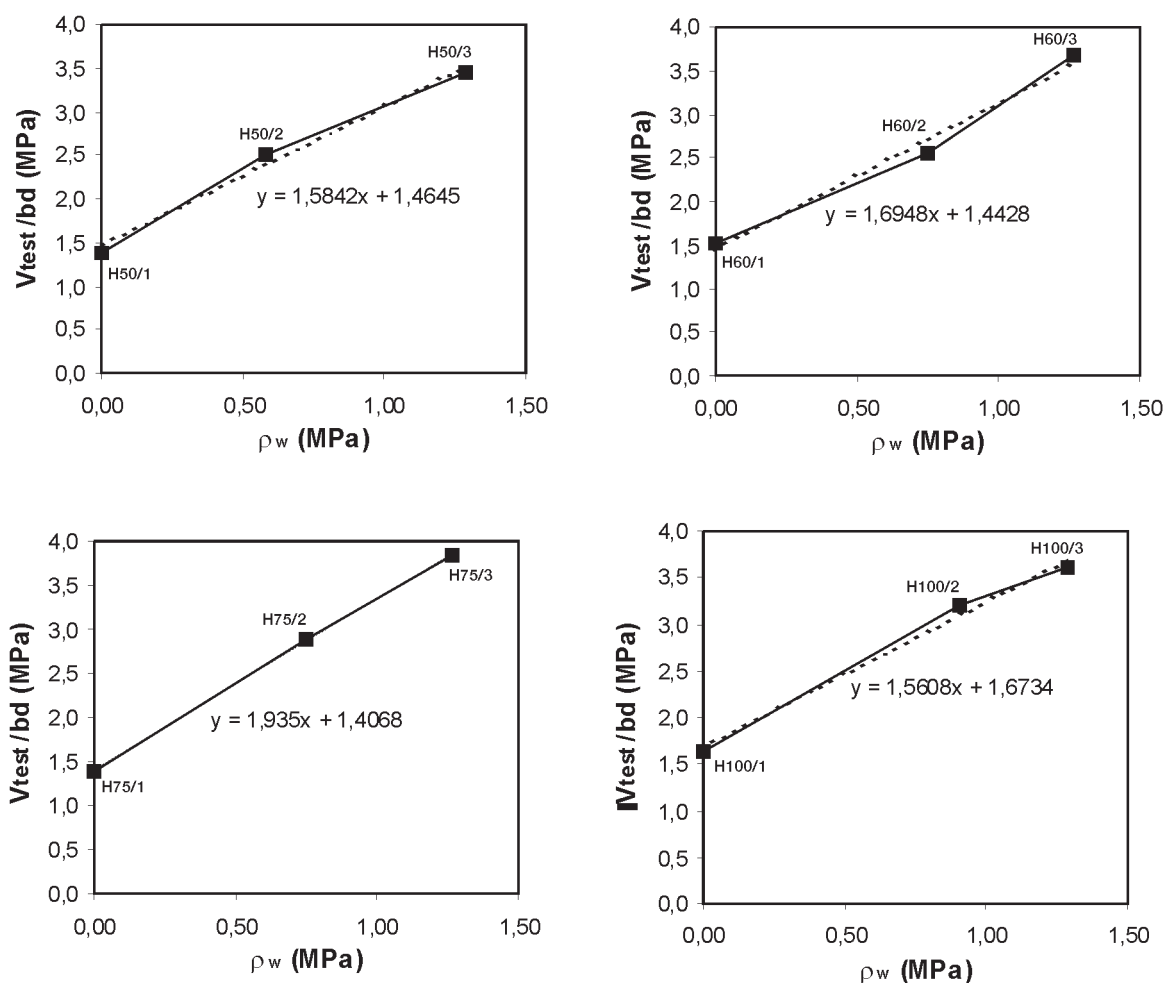 4,0
3,5
3,0
2,5
2,0
1,5
1,0
0,5
0,0
Vtest /bd (MPa)
H50/3
H50/2
H50/1
y = 1,5842x + 1,4645
0,00 0,50 1,00 1,50
ρw (MPa)
4,0
3,5
3,0
2,5
2,0
1,5
1,0
0,5
0,0
Vtest /bd (MPa)
H60/3
H60/2
H60/1
y = 1,6948x + 1,4428
0,00 0,50 1,00 1,50
ρw (MPa)
4,0
3,5
3,0
2,5
2,0
1,5
1,0
0,5
0,0
Vtest /bd (MPa)
H75/3
H75/2
H75/1
y = 1,935x + 1,4068
0,00 0,50 1,00 1,50
ρw (MPa)
4,0
3,5
3,0
2,5
2,0
1,5
1,0
0,5
0,0
Vtest /bd (MPa)
H100/3
H100/2
H100/1
y = 1,5608x + 1,6734
0,00 0,50 1,00 1,50
ρw (MPa)